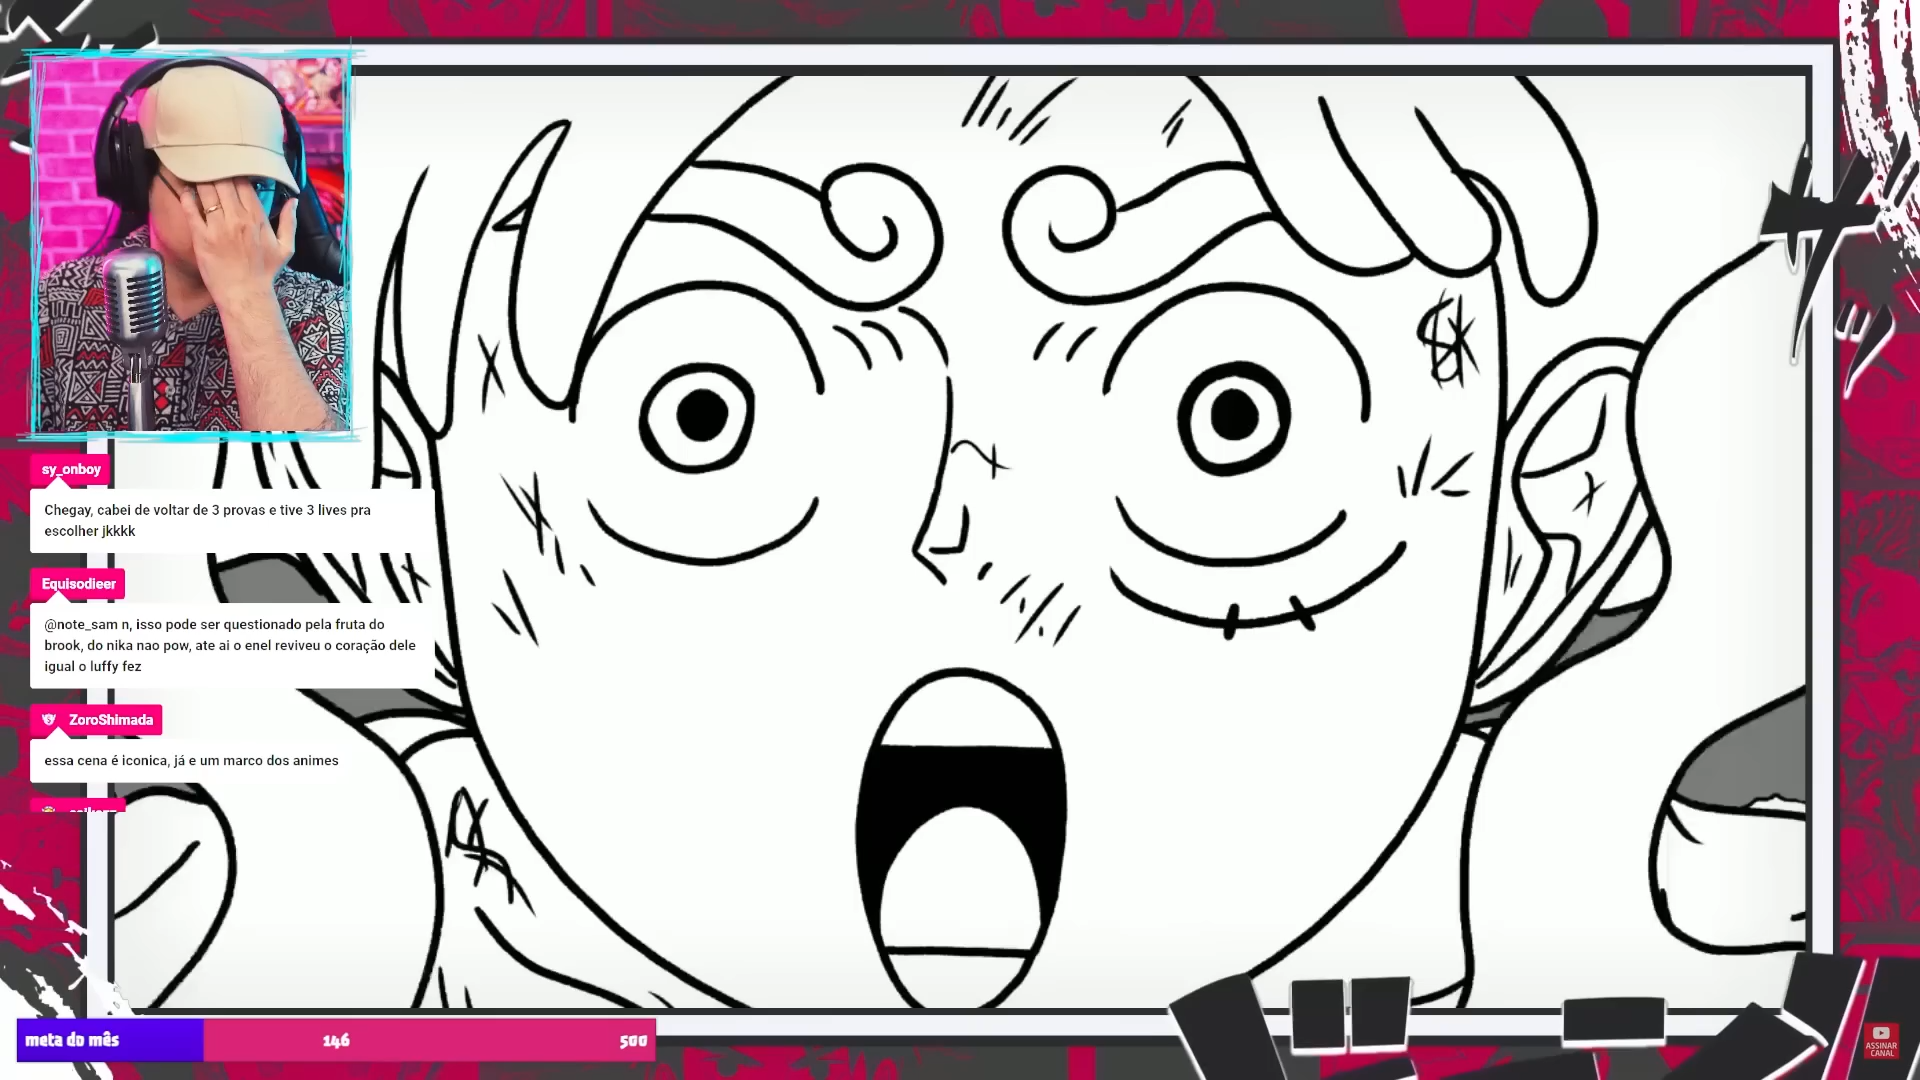 sy_onboy
Chegay, cabei de voltar de 3 provas e tive 3 lives pra
escolher jkkkk
Equisodieer
@note_sam n, isso pode ser questionado pela fruta do
brook, do nika nao pow, ate ai o enel reviveu o coração dele
igual o luffy fez
ZoroShimada
essa cena é iconica, já e um marco dos animes
meta do mês 146 500
ASSINAR
CANAL